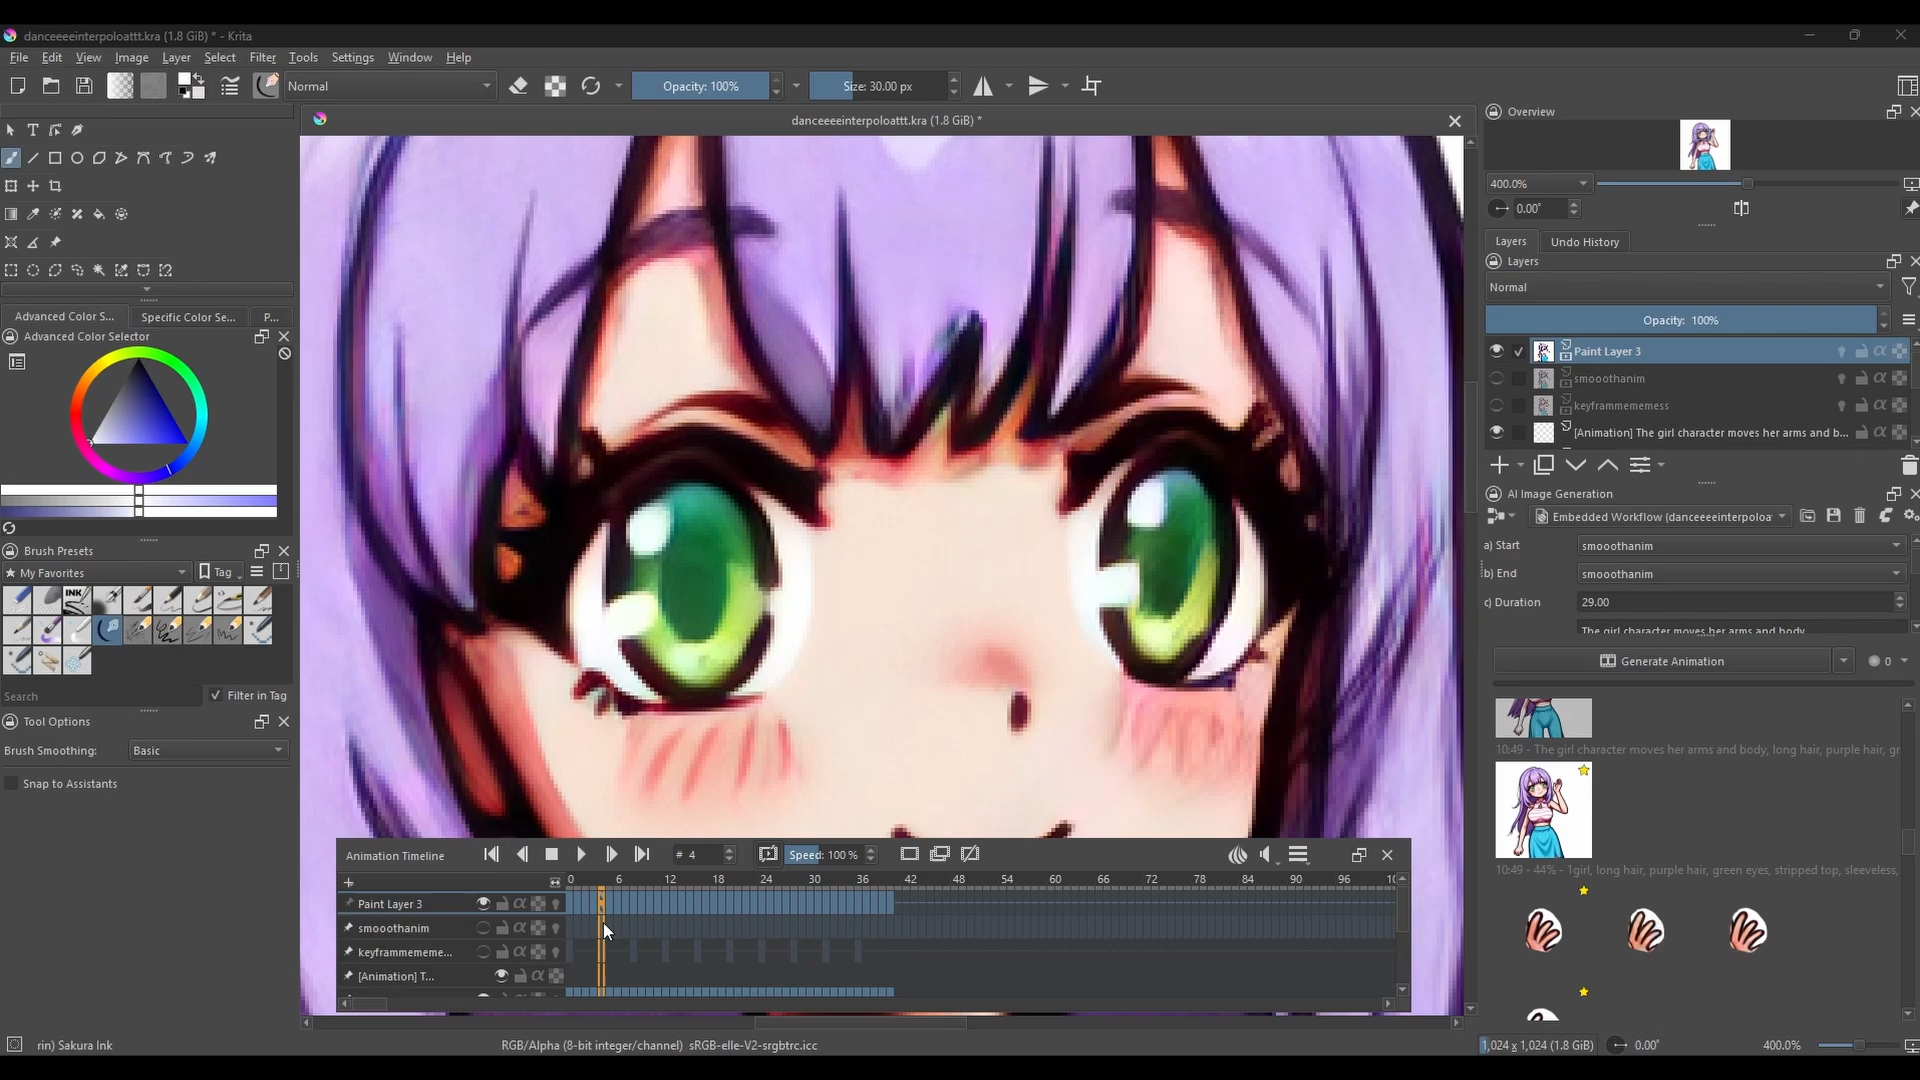 danceeeeinterpoloattt.kra (1.8 GiB) * - Krita
File Edit View Image Layer Select Filter Tools Settings Window Help
Normal
Opacity: 100%
Size: 30.00 px
danceeeeinterpoloattt.kra (1.8 GiB) *
Overview
400.0%
0.00°
Layers Undo History
Layers
Normal
Opacity: 100%
Paint Layer 3
smooothanim
keyframmememess
[Animation] The girl character moves her arms and b...
Advanced Color S... Specific Color Se... P...
Advanced Color Selector
Brush Presets
My Favorites
Tag
INK
Search
Filter in Tag
Tool Options
Brush Smoothing: Basic
Snap to Assistants
AI Image Generation
Embedded Workflow (danceeeeinterpoloa
a) Start smooothanim
b) End smooothanim
c) Duration 29.00
The girl character moves her arms and body
Generate Animation
0
10:49 - The girl character moves her arms and body, long hair, purple hair, gr
10:49 - 44% - 1girl, long hair, purple hair, green eyes, stripped top, sleeveless,
Animation Timeline
# 4
Speed: 100 %
0 6 12 18 24 30 36 42 48 54 60 66 72 78 84 90 96 10
Paint Layer 3
smooothanim
keyframmememe...
[Animation] T...
rin) Sakura Ink
RGB/Alpha (8-bit integer/channel) sRGB-elle-V2-srgbtrc.icc
1,024 x 1,024 (1.8 GiB)
0.00°
400.0%